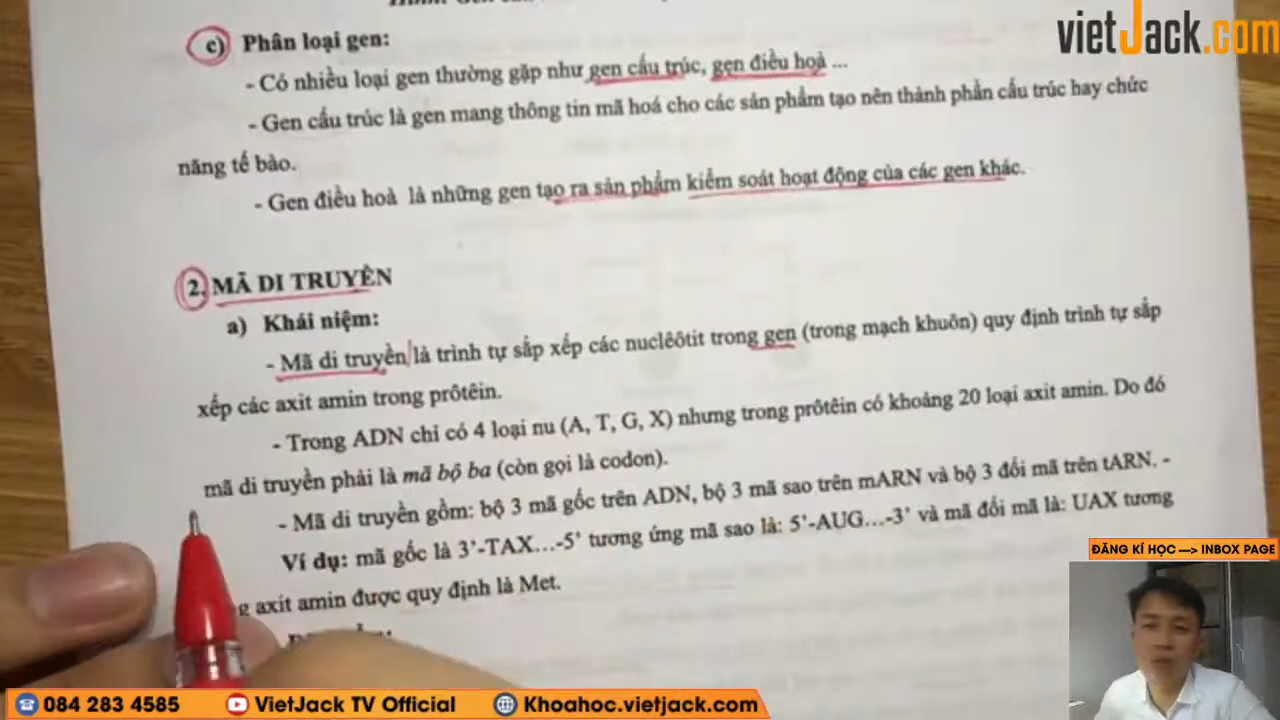 vietJack.com
c) Phân loại gen:
- Có nhiều loại gen thường gặp như gen cấu trúc, gen điều hoà ...
- Gen cấu trúc là gen mang thông tin mã hoá cho các sản phẩm tạo nên thành phần cấu trúc hay chức
năng tế bào.
- Gen điều hoà là những gen tạo ra sản phẩm kiểm soát hoạt động của các gen khác.
2. MÃ DI TRUYỀN
a) Khái niệm:
- Mã di truyền là trình tự sắp xếp các nuclêôtit trong gen (trong mạch khuôn) quy định trình tự sắp
xếp các axit amin trong prôtêin.
- Trong ADN chỉ có 4 loại nu (A, T, G, X) nhưng trong prôtêin có khoảng 20 loại axit amin. Do đó
mã di truyền phải là mã bộ ba (còn gọi là codon).
- Mã di truyền gồm: bộ 3 mã gốc trên ADN, bộ 3 mã sao trên mARN và bộ 3 đối mã trên tARN. -
Ví dụ: mã gốc là 3'-TAX...-5' tương ứng mã sao là: 5'-AUG...-3' và mã đối mã là: UAX tương
g axit amin được quy định là Met.
ĐĂNG KÍ HỌC —> INBOX PAGE
084 283 4585 VietJack TV Official Khoahoc.vietjack.com